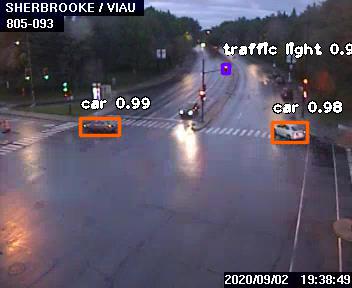 SHERBROOKE / VIAU
805-093
traffic light 0.9
car 0.99
car 0.98
2020/09/02 19:38:49